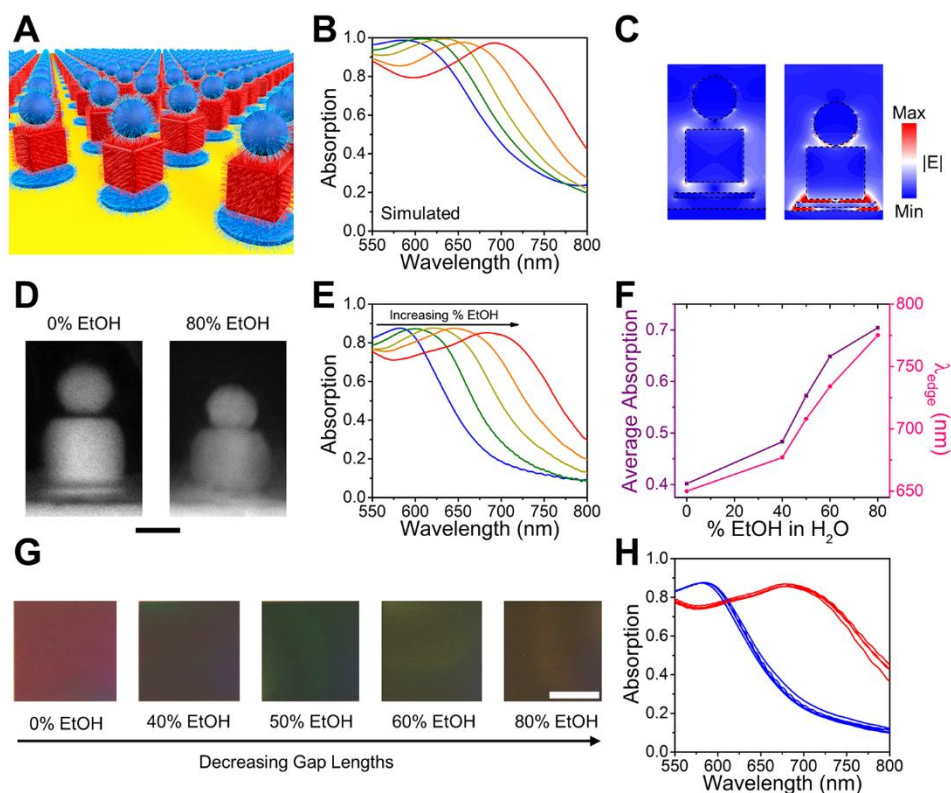 A
B
1.0
0.8
0.6
0.4
0.2
0.0
Absorption
Simulated
550 600 650 700 750 800
Wavelength (nm)
C
Max
|E|
Min
D
0% EtOH
80% EtOH
E
1.0
0.8
0.6
0.4
0.2
0.0
Absorption
Increasing % EtOH
550 600 650 700 750 800
Wavelength (nm)
F
0.7
0.6
0.5
0.4
Average Absorption
0 20 40 60 80
% EtOH in H₂O
800
750
700
650
λedge (nm)
G
0% EtOH
40% EtOH
50% EtOH
60% EtOH
80% EtOH
Decreasing Gap Lengths
H
1.0
0.8
0.6
0.4
0.2
0.0
Absorption
550 600 650 700 750 800
Wavelength (nm)